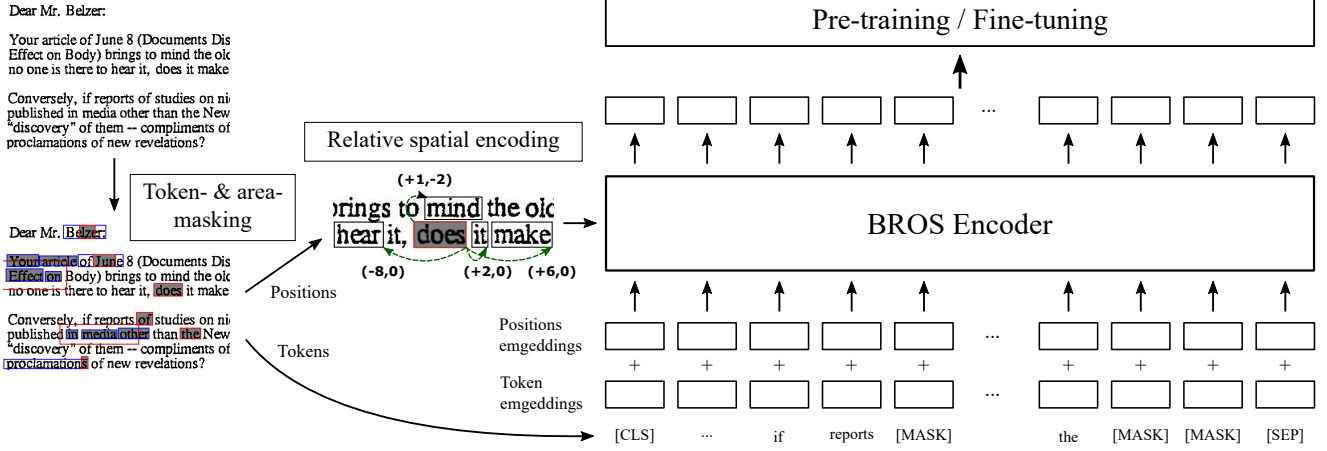 Dear Mr. Belzer:
Your article of June 8 (Documents Dis
Effect on Body) brings to mind the old
no one is there to hear it, does it make
Conversely, if reports of studies on ni
published in media other than the New
“discovery” of them -- compliments of
proclamations of new revelations?
Token- & area-
masking
Dear Mr. Belzer:
Your article of June 8 (Documents Dis
Effect on Body) brings to mind the old
no one is there to hear it, does it make
Conversely, if reports of studies on ni
published in media other than the New
“discovery” of them -- compliments of
proclamations of new revelations?
Positions
Tokens
Relative spatial encoding
(+1,-2)
brings to mind the old
hear it, does it make
(-8,0) (+2,0) (+6,0)
Pre-training / Fine-tuning
...
BROS Encoder
Positions
emgeddings
...
+ + + + + + + + +
Token
emgeddings
...
[CLS] ... if reports [MASK] the [MASK] [MASK] [SEP]